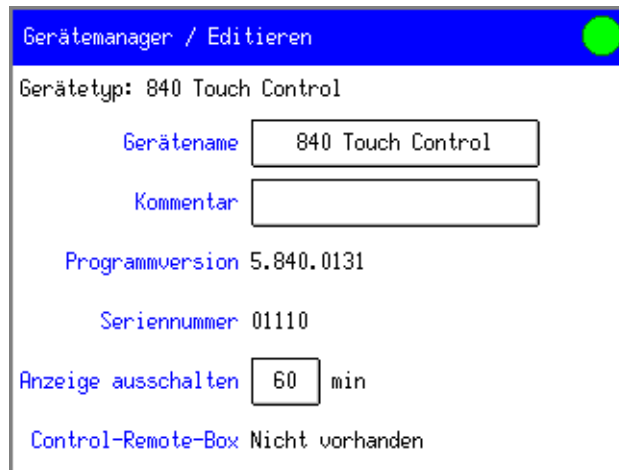 Gerätemanager / Editieren
Gerätetyp: 840 Touch Control
Gerätename 840 Touch Control
Kommentar
Programmversion 5.840.0131
Seriennummer 01110
Anzeige ausschalten 60 min
Control-Remote-Box Nicht vorhanden